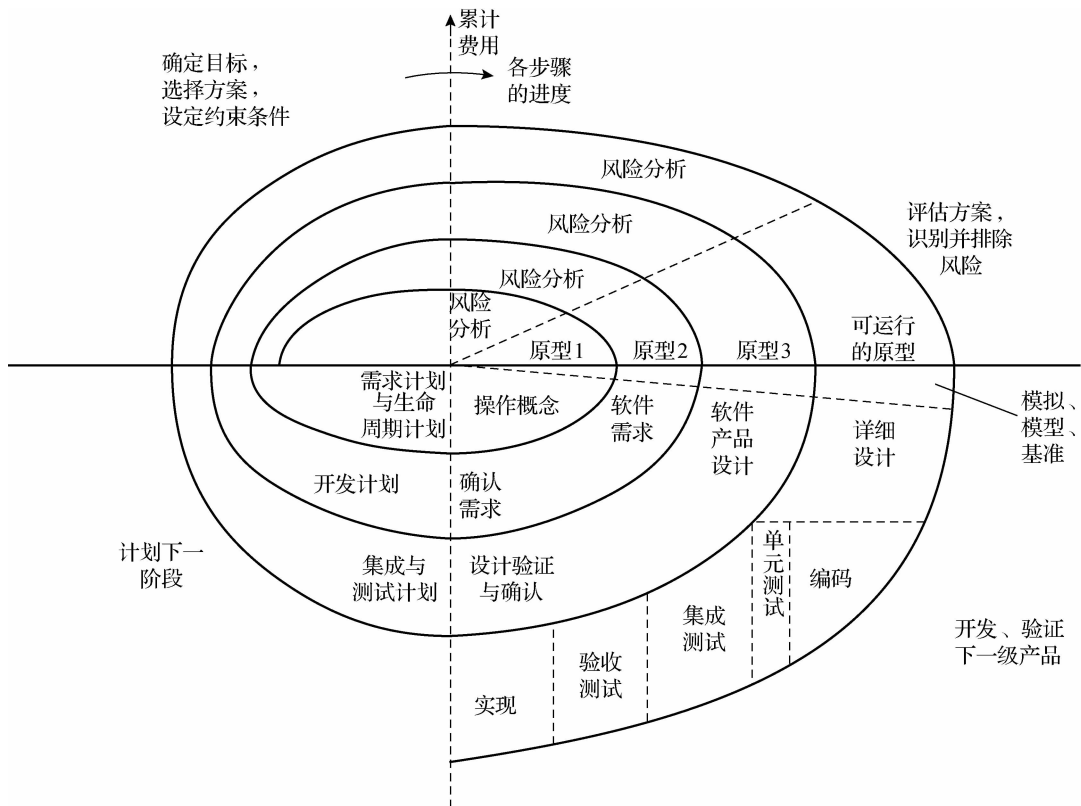 累计
费用
确定目标，
选择方案，
设定约束条件
各步骤
的进度
风险分析
评估方案，
识别并排除
风险
风险分析
风险分析
风险
分析
原型1
原型2
原型3
可运行
的原型
需求计划
与生命
周期计划
操作概念
软件
需求
软件
产品
设计
详细
设计
模拟、
模型、
基准
开发计划
确认
需求
计划下一
阶段
集成与
测试计划
设计验证
与确认
单
元
测
试
编码
集成
测试
验收
测试
实现
开发、验证
下一级产品